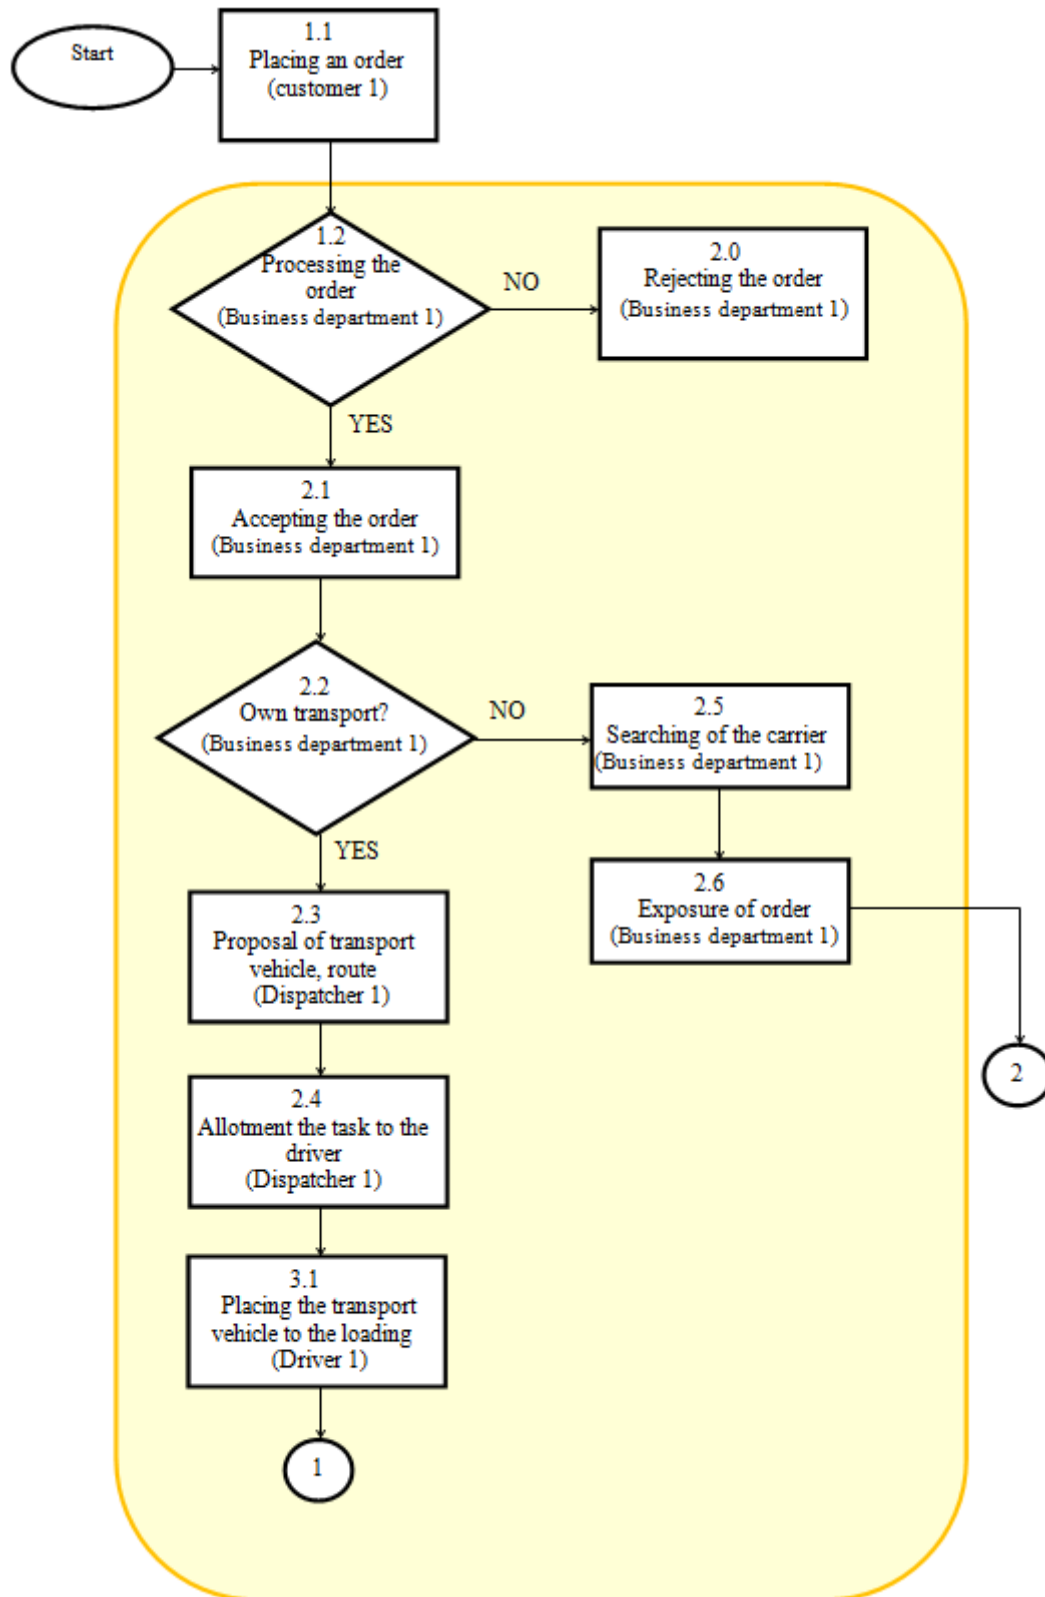 Start
1.1
Placing an order
(customer 1)
1.2
Processing the
order
(Business department 1)
NO
2.0
Rejecting the order
(Business department 1)
YES
2.1
Accepting the order
(Business department 1)
2.2
Own transport?
(Business department 1)
NO
2.5
Searching of the carrier
(Business department 1)
YES
2.6
Exposure of order
(Business department 1)
2.3
Proposal of transport
vehicle, route
(Dispatcher 1)
2
2.4
Allotment the task to the
driver
(Dispatcher 1)
3.1
Placing the transport
vehicle to the loading
(Driver 1)
1